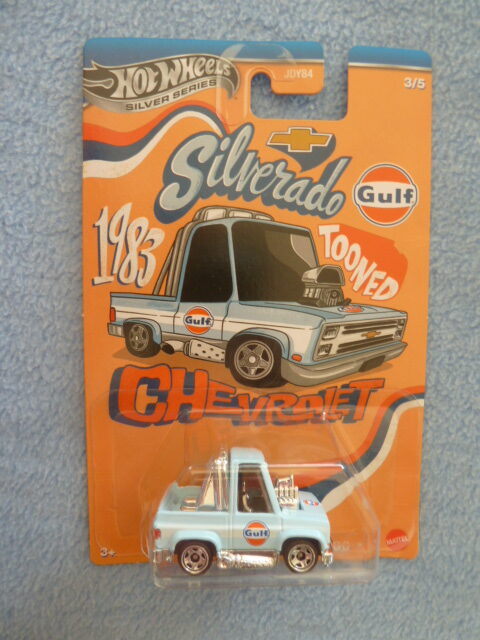 HOT WHEELS
SILVER SERIES
JDY84
3/5
Silverado
Gulf
1983
TOONED
Gulf
CHEVROLET
Gulf
3+
MATTEL